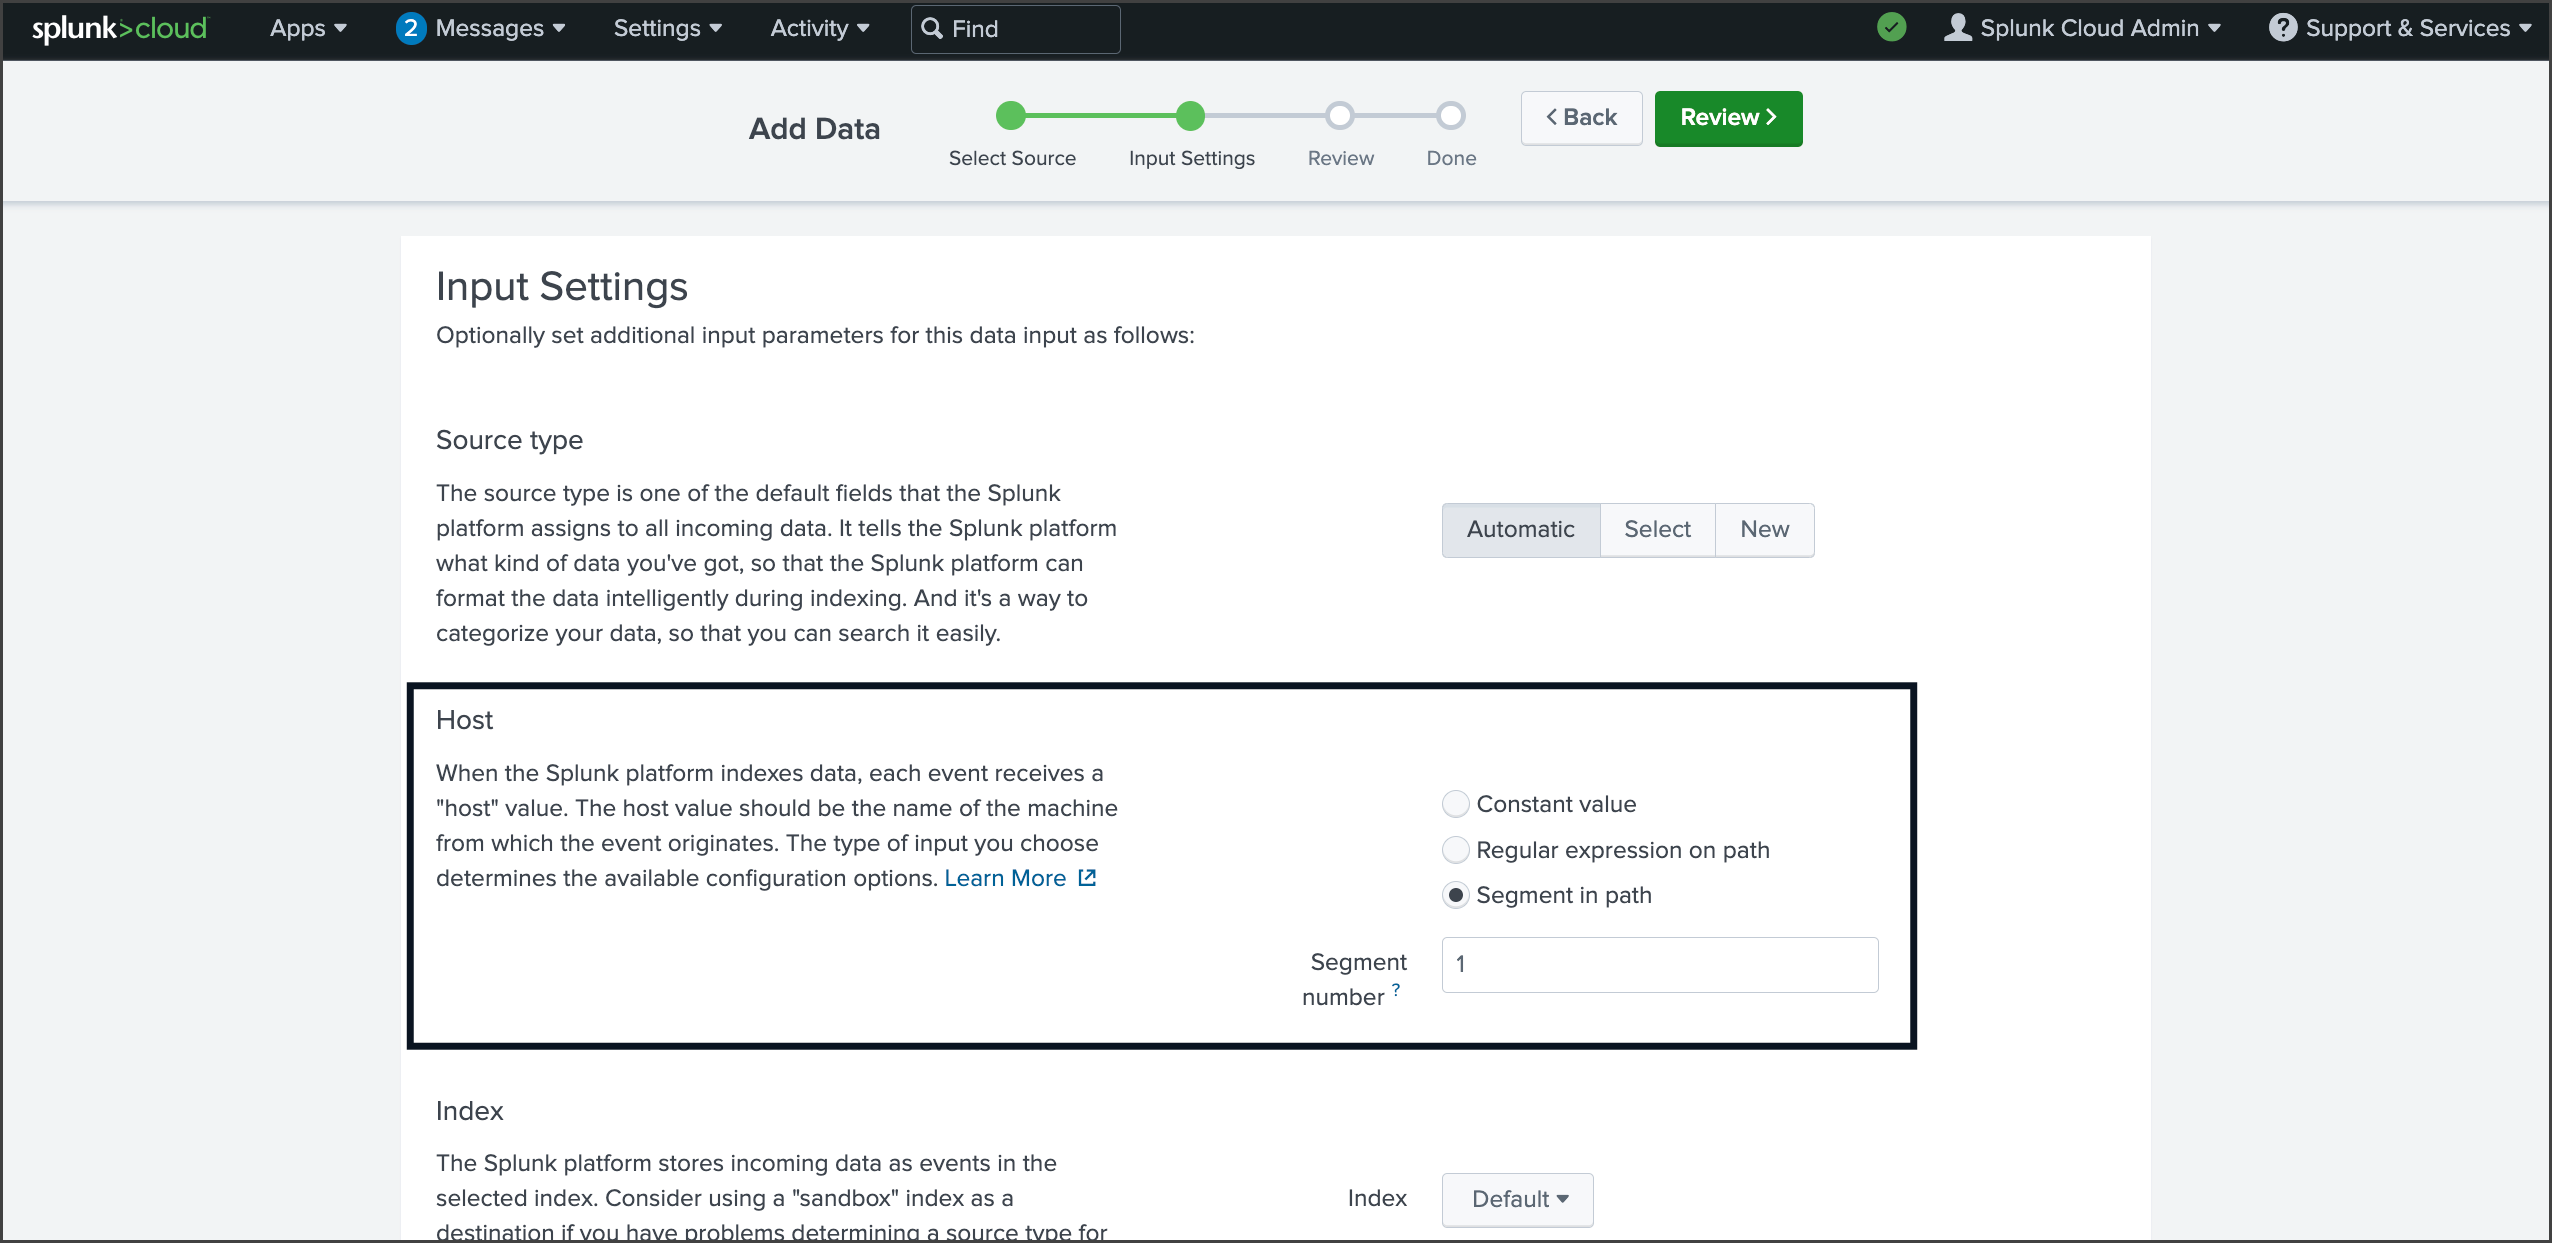 splunk>cloud
Apps
2 Messages
Settings
Activity
Find
Splunk Cloud Admin
? Support & Services
Add Data
Select Source
Input Settings
Review
Done
< Back
Review >
Input Settings
Optionally set additional input parameters for this data input as follows:
Source type
The source type is one of the default fields that the Splunk
platform assigns to all incoming data. It tells the Splunk platform
what kind of data you've got, so that the Splunk platform can
format the data intelligently during indexing. And it's a way to
categorize your data, so that you can search it easily.
Automatic
Select
New
Host
When the Splunk platform indexes data, each event receives a
"host" value. The host value should be the name of the machine
from which the event originates. The type of input you choose
determines the available configuration options. Learn More
Constant value
Regular expression on path
Segment in path
Segment
number ?
1
Index
The Splunk platform stores incoming data as events in the
selected index. Consider using a "sandbox" index as a
destination if you have problems determining a source type for
Index
Default